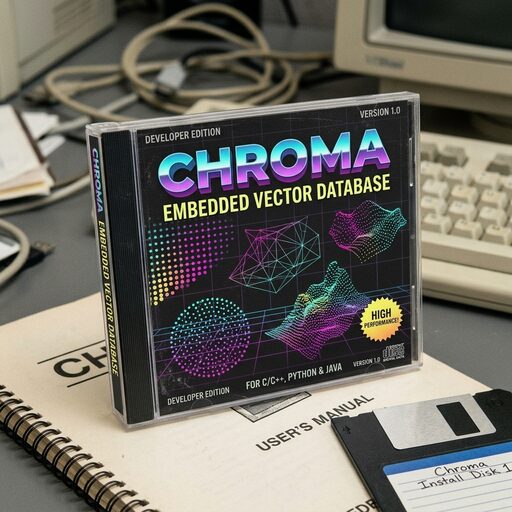 DEVELOPER EDITION
VERSION 1.0
CHROMA
EMBEDDED VECTOR DATABASE
HIGH
PERFORMANCE!
DEVELOPER EDITION
FOR C/C++, PYTHON & JAVA
VERSION 1.0
CHROMA EMBEDDED VECTOR DATABASE
CH
USER'S MANUAL
Chroma
Install Disk 1